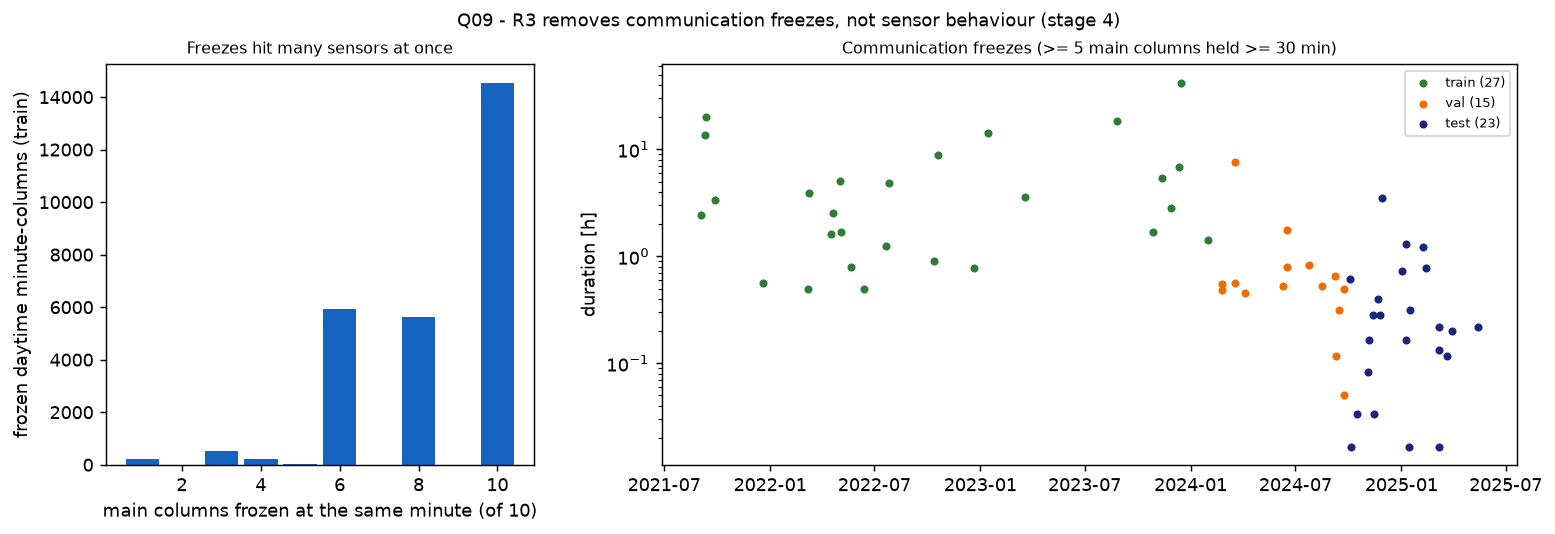 Q09 - R3 removes communication freezes, not sensor behaviour (stage 4)
Freezes hit many sensors at once
frozen daytime minute-columns (train)
14000
12000
10000
8000
6000
4000
2000
0
2 4 6 8 10
main columns frozen at the same minute (of 10)
Communication freezes (>= 5 main columns held >= 30 min)
train (27)
val (15)
test (23)
duration [h]
10¹
10⁰
10⁻¹
2021-07 2022-01 2022-07 2023-01 2023-07 2024-01 2024-07 2025-01 2025-07